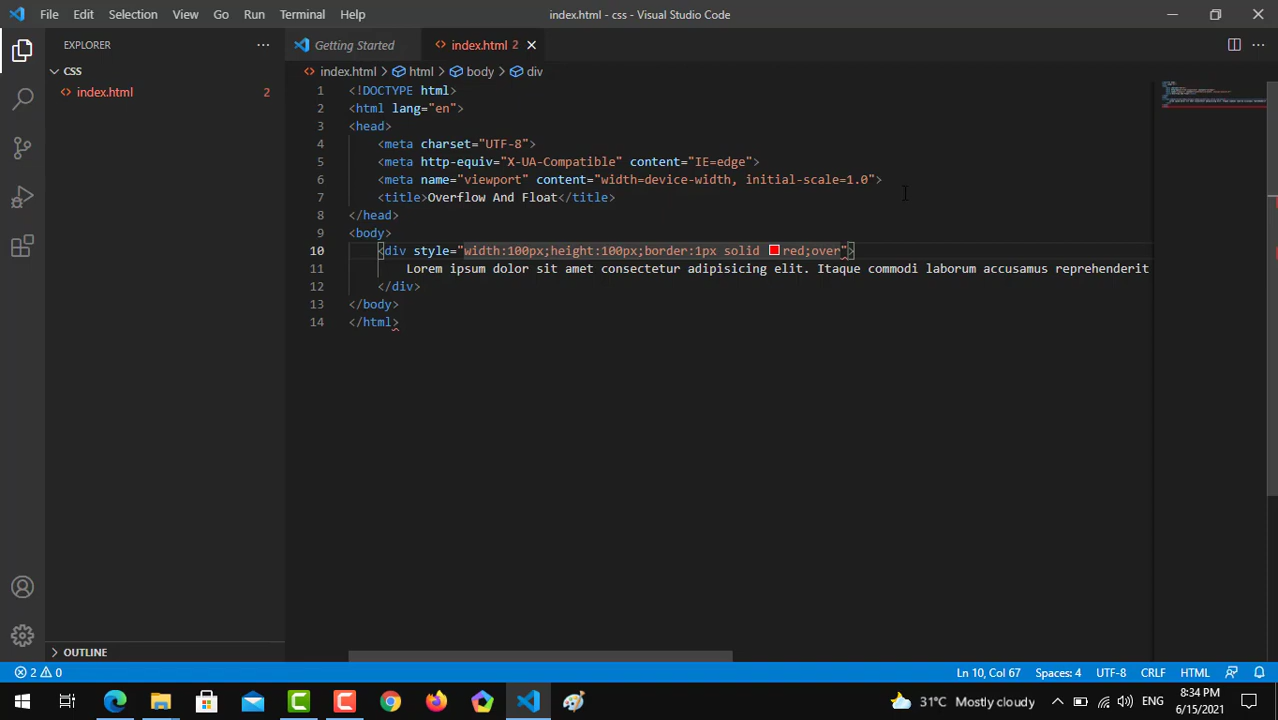 File Edit Selection View Go Run Terminal Help
index.html - css - Visual Studio Code
EXPLORER
Getting Started
index.html 2
CSS
index.html 2
index.html > html > body > div
1 <!DOCTYPE html>
2 <html lang="en">
3 <head>
4 <meta charset="UTF-8">
5 <meta http-equiv="X-UA-Compatible" content="IE=edge">
6 <meta name="viewport" content="width=device-width, initial-scale=1.0">
7 <title>Overflow And Float</title>
8 </head>
9 <body>
10 <div style="width:100px;height:100px;border:1px solid red;over">
11 Lorem ipsum dolor sit amet consectetur adipisicing elit. Itaque commodi laborum accusamus reprehenderit
12 </div>
13 </body>
14 </html>
OUTLINE
2 0
Ln 10, Col 67 Spaces: 4 UTF-8 CRLF HTML
31°C Mostly cloudy
ENG
8:34 PM
6/15/2021